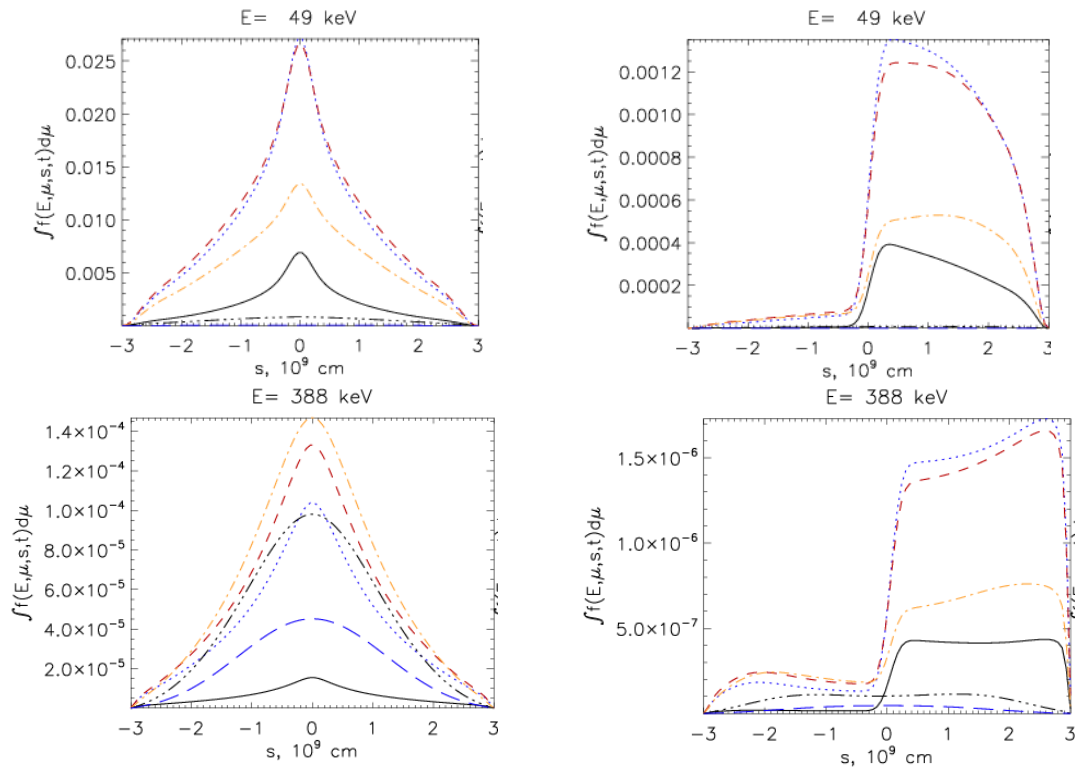 E= 49 keV
0.025
0.020
0.015
0.010
0.005
∫f(E,μ,s,t)dμ
−3 −2 −1 0 1 2 3
s, 10⁹ cm
E= 49 keV
0.0012
0.0010
0.0008
0.0006
0.0004
0.0002
∫f(E,μ,s,t)dμ
−3 −2 −1 0 1 2 3
s, 10⁹ cm
E= 388 keV
1.4×10⁻⁴
1.2×10⁻⁴
1.0×10⁻⁴
8.0×10⁻⁵
6.0×10⁻⁵
4.0×10⁻⁵
2.0×10⁻⁵
∫f(E,μ,s,t)dμ
−3 −2 −1 0 1 2 3
s, 10⁹ cm
E= 388 keV
1.5×10⁻⁶
1.0×10⁻⁶
5.0×10⁻⁷
∫f(E,μ,s,t)dμ
−3 −2 −1 0 1 2 3
s, 10⁹ cm